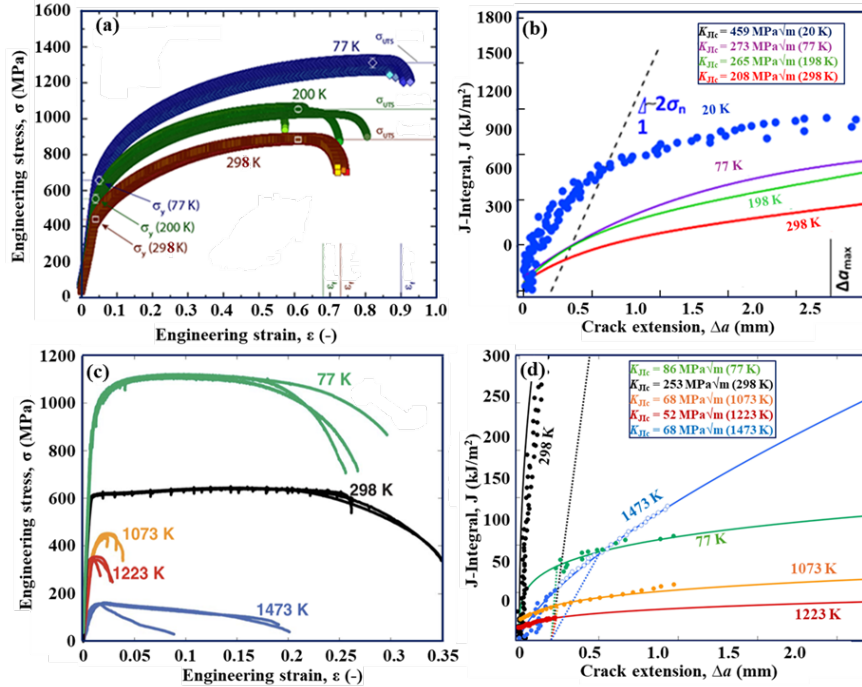 (a)
1600
1400
1200
1000
800
600
400
200
0
0
0.1
0.2
0.3
0.4
0.5
0.6
0.7
0.8
0.9
1.0
Engineering stress, σ (MPa)
Engineering strain, ε (-)
77 K
200 K
298 K
σUTS
σUTS
σUTS
σy (77 K)
σy (200 K)
σy (298 K)
εf
εf
εf
(b)
1800
1500
1200
900
600
300
0
0
0.5
1.0
1.5
2.0
2.5
J-Integral, J (kJ/m²)
Crack extension, Δa (mm)
KJIc = 459 MPa√m (20 K)
KJIc = 273 MPa√m (77 K)
KJIc = 265 MPa√m (198 K)
KJIc = 208 MPa√m (298 K)
~2σn
1
20 K
77 K
198 K
298 K
Δamax
(c)
1200
1100
1000
800
600
400
200
0
0
0.05
0.1
0.15
0.20
0.25
0.30
0.35
Engineering stress, σ (MPa)
Engineering strain, ε (-)
77 K
298 K
1073 K
1223 K
1473 K
(d)
300
250
200
150
100
50
0
0
0.5
1.0
1.5
2.0
J-Integral, J (kJ/m²)
Crack extension, Δa (mm)
KJIc = 86 MPa√m (77 K)
KJIc = 253 MPa√m (298 K)
KJIc = 68 MPa√m (1073 K)
KJIc = 52 MPa√m (1223 K)
KJIc = 68 MPa√m (1473 K)
298 K
1473 K
77 K
1073 K
1223 K